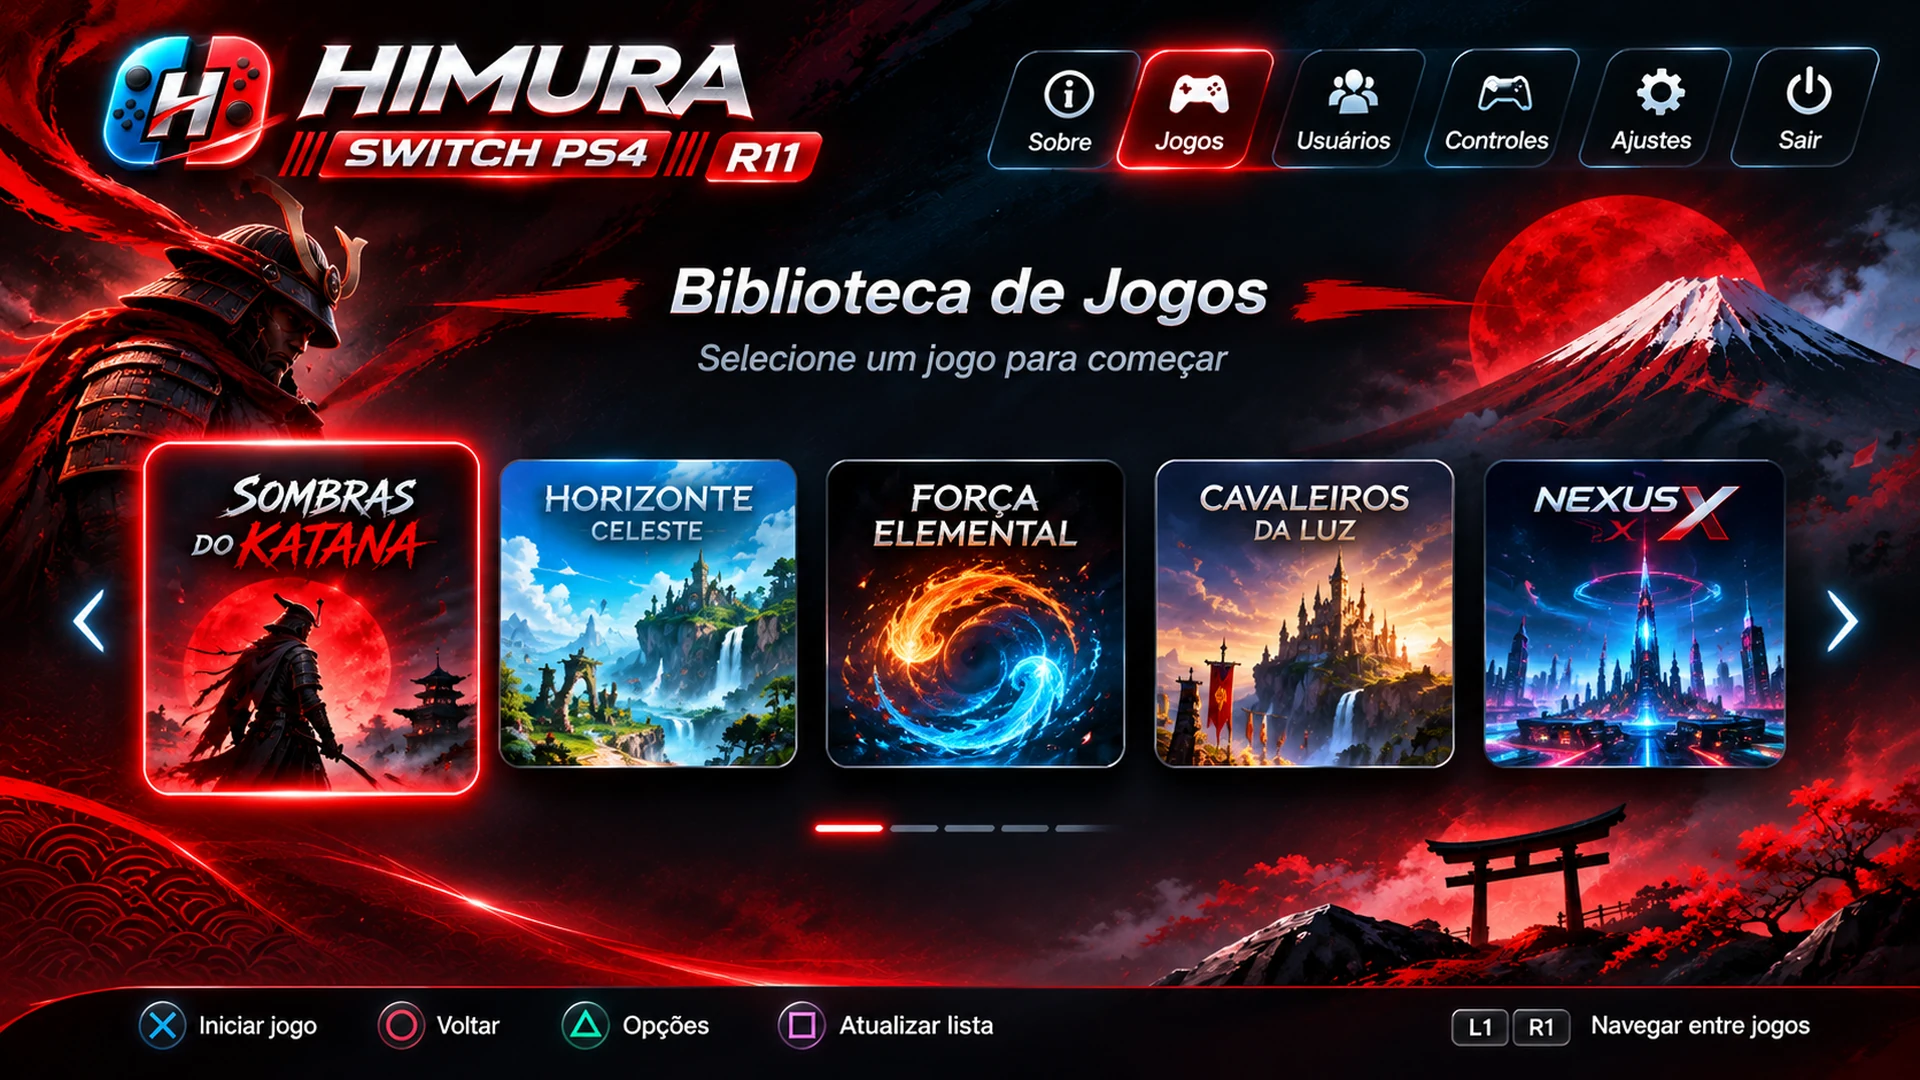 H
HIMURA
SWITCH PS4
R11
Sobre
Jogos
Usuários
Controles
Ajustes
Sair
Biblioteca de Jogos
Selecione um jogo para começar
SOMBRAS
DO KATANA
HORIZONTE
CELESTE
FORÇA
ELEMENTAL
CAVALEIROS
DA LUZ
NEXUS X
X
Iniciar jogo
Voltar
Opções
Atualizar lista
L1
R1
Navegar entre jogos